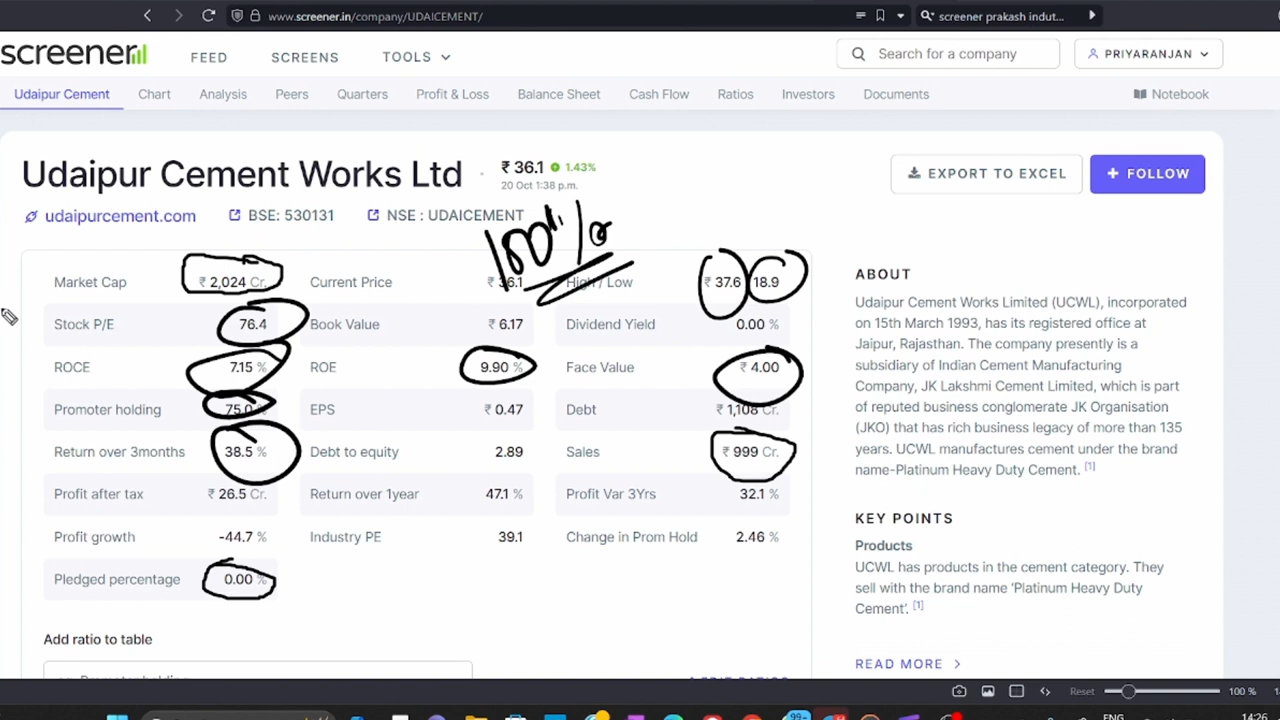 www.screener.in/company/UDAICEMENT/
screener prakash indut...
screener
FEED SCREENS TOOLS
Search for a company
PRIYARANJAN
Udaipur Cement Chart Analysis Peers Quarters Profit & Loss Balance Sheet Cash Flow Ratios Investors Documents Notebook
Udaipur Cement Works Ltd
₹ 36.1 1.43%
20 Oct 1:38 p.m.
EXPORT TO EXCEL
+ FOLLOW
udaipurcement.com BSE: 530131 NSE : UDAICEMENT
100%
Market Cap ₹ 2,024 Cr. Current Price ₹ 36.1 High / Low ₹ 37.6 18.9
Stock P/E 76.4 Book Value ₹ 6.17 Dividend Yield 0.00 %
ROCE 7.15 % ROE 9.90 % Face Value ₹ 4.00
Promoter holding 75.0 % EPS ₹ 0.47 Debt ₹ 1,108 Cr.
Return over 3months 38.5 % Debt to equity 2.89 Sales ₹ 999 Cr.
Profit after tax ₹ 26.5 Cr. Return over 1year 47.1 % Profit Var 3Yrs 32.1 %
Profit growth -44.7 % Industry PE 39.1 Change in Prom Hold 2.46 %
Pledged percentage 0.00 %
Add ratio to table
ABOUT
Udaipur Cement Works Limited (UCWL), incorporated
on 15th March 1993, has its registered office at
Jaipur, Rajasthan. The company presently is a
subsidiary of Indian Cement Manufacturing
Company, JK Lakshmi Cement Limited, which is part
of reputed business conglomerate JK Organisation
(JKO) that has rich business legacy of more than 135
years. UCWL manufactures cement under the brand
name-Platinum Heavy Duty Cement. [1]
KEY POINTS
Products
UCWL has products in the cement category. They
sell with the brand name 'Platinum Heavy Duty
Cement'. [1]
READ MORE
Reset 100 %
99+
ENG
14:26